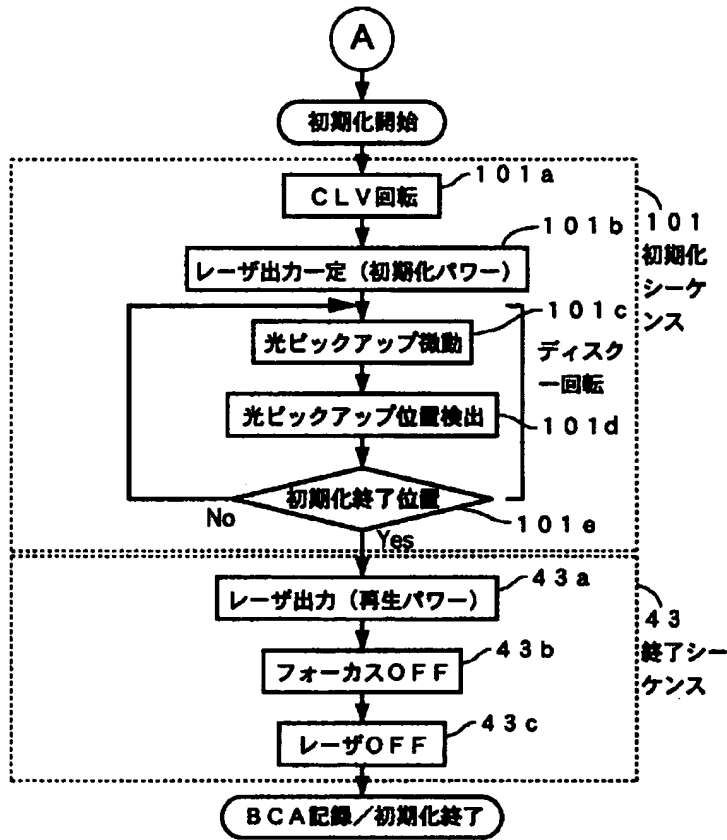 A
初期化開始
CLV回転
101a
レーザ出力一定（初期化パワー）
101b
光ピックアップ微動
101c
光ピックアップ位置検出
101d
ディスク
一回転
初期化終了位置
101e
No
Yes
101
初期化
シーケ
ンス
レーザ出力（再生パワー）
43a
フォーカスOFF
43b
レーザOFF
43c
43
終了シー
ケンス
BCA記録／初期化終了